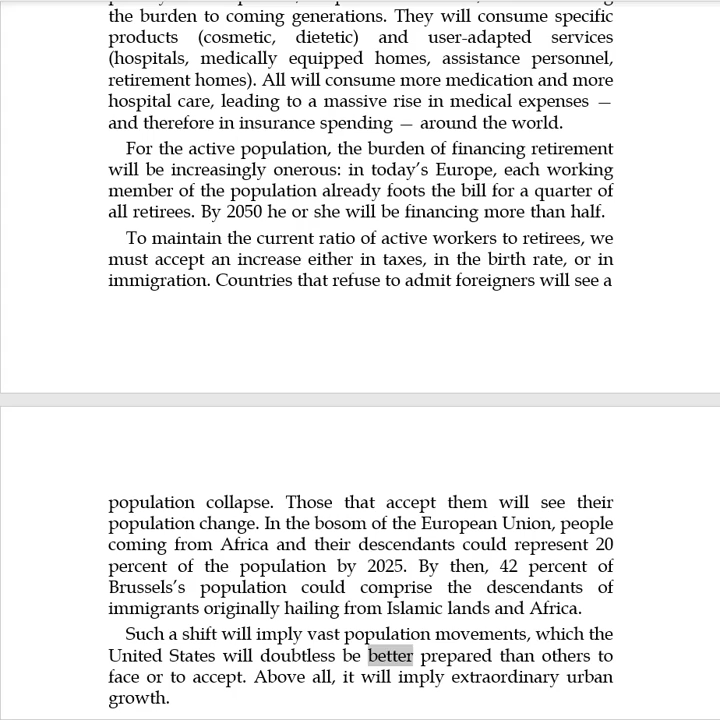 the burden to coming generations. They will consume specific
products (cosmetic, dietetic) and user-adapted services
(hospitals, medically equipped homes, assistance personnel,
retirement homes). All will consume more medication and more
hospital care, leading to a massive rise in medical expenses —
and therefore in insurance spending — around the world.
For the active population, the burden of financing retirement
will be increasingly onerous: in today’s Europe, each working
member of the population already foots the bill for a quarter of
all retirees. By 2050 he or she will be financing more than half.
To maintain the current ratio of active workers to retirees, we
must accept an increase either in taxes, in the birth rate, or in
immigration. Countries that refuse to admit foreigners will see a
population collapse. Those that accept them will see their
population change. In the bosom of the European Union, people
coming from Africa and their descendants could represent 20
percent of the population by 2025. By then, 42 percent of
Brussels’s population could comprise the descendants of
immigrants originally hailing from Islamic lands and Africa.
Such a shift will imply vast population movements, which the
United States will doubtless be better prepared than others to
face or to accept. Above all, it will imply extraordinary urban
growth.